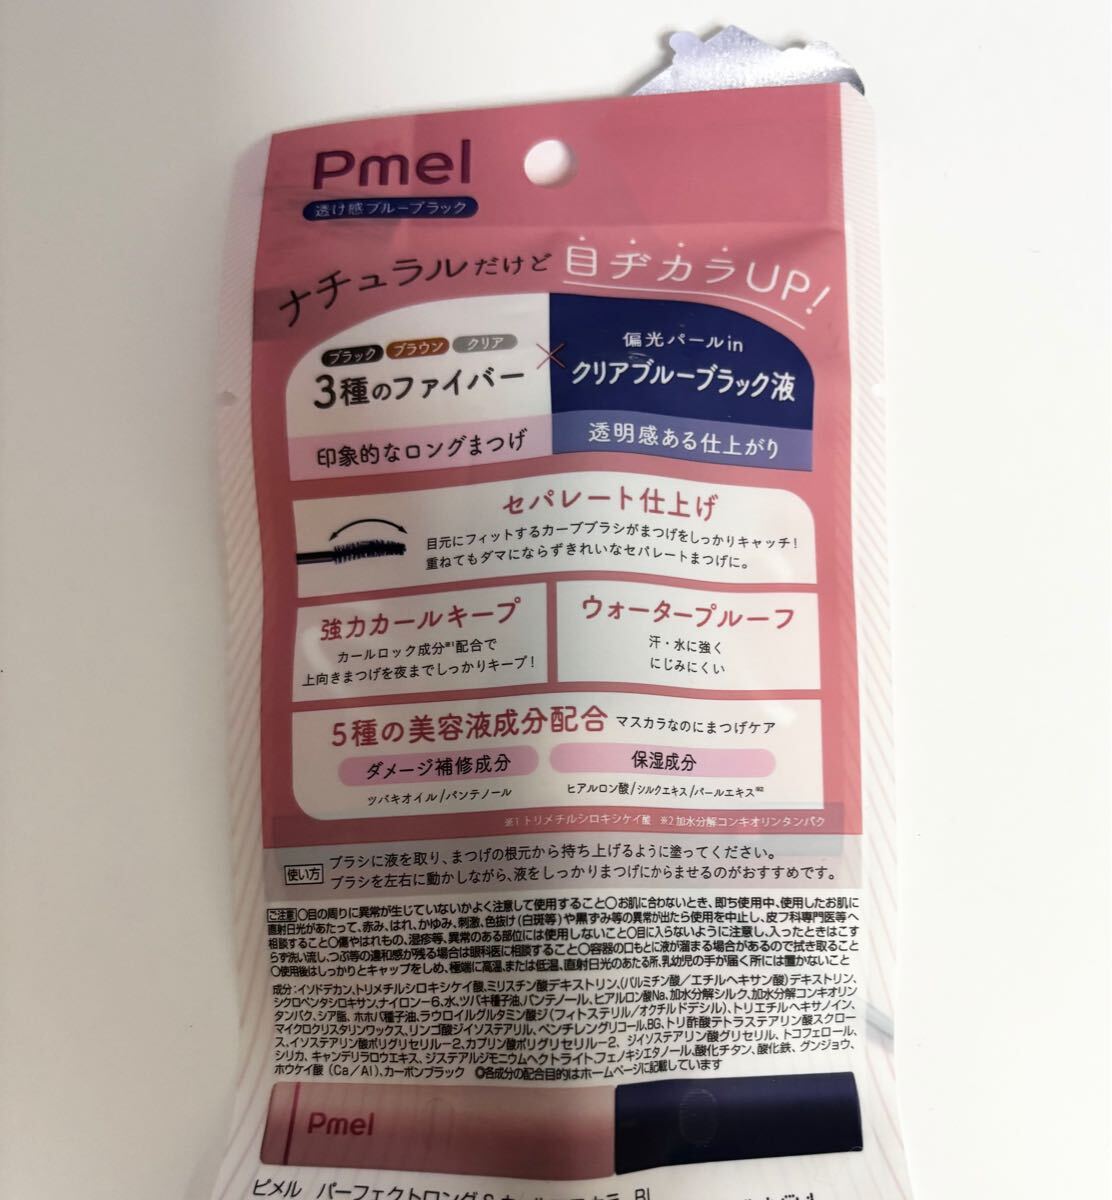 Pmel
透け感ブルーブラック
ナチュラルだけど 目ヂカラUP!
ブラック ブラウン クリア
3種のファイバー
印象的なロングまつげ
×
偏光パールin
クリアブルーブラック液
透明感ある仕上がり
セパレート仕上げ
目元にフィットするカーブブラシがまつげをしっかりキャッチ!
重ねてもダマにならずきれいなセパレートまつげに。
強力カールキープ
カールロック成分※1配合で
上向きまつげを夜までしっかりキープ!
ウォータープルーフ
汗・水に強く
にじみにくい
5種の美容液成分配合 マスカラなのにまつげケア
ダメージ補修成分
ツバキオイル/パンテノール
保湿成分
ヒアルロン酸/シルクエキス/パールエキス※2
※1 トリメチルシロキシケイ酸 ※2 加水分解コンキオリンタンパク
使い方
ブラシに液を取り、まつげの根元から持ち上げるように塗ってください。
ブラシを左右に動かしながら、液をしっかりまつげにからませるのがおすすめです。
ご注意 〇目の周りに異常が生じていないかよく注意して使用すること〇お肌に合わないとき、即ち使用中、使用したお肌に
直射日光があたって、赤み、はれ、かゆみ、刺激、色抜け(白斑等)や黒ずみ等の異常が出たら使用を中止し、皮フ科専門医等へ
相談すること〇傷やはれもの、湿疹等、異常のある部位には使用しないこと〇目に入らないように注意し、入ったときはこす
らず洗い流し、つぶ等の違和感が残る場合は眼科医に相談すること〇容器の口もとに液が溜まる場合があるので拭き取ること
〇使用後はしっかりとキャップをしめ、極端に高温、または低温、直射日光のあたる所、乳幼児の手が届く所には置かないこと
成分:イソドデカン、トリメチルシロキシケイ酸、ミリスチン酸デキストリン、(パルミチン酸/エチルヘキサン酸)デキストリン、
シクロペンタシロキサン、ナイロン-6、水、ツバキ種子油、パンテノール、ヒアルロン酸Na、加水分解シルク、加水分解コンキオリン
タンパク、シア脂、ホホバ種子油、ラウロイルグルタミン酸ジ(フィトステリル/オクチルドデシル)、トリエチルヘキサノイン、
マイクロクリスタリンワックス、リンゴ酸ジイソステアリル、ペンチレングリコール、BG、トリ酢酸テトラステアリン酸スクロー
ス、イソステアリン酸ポリグリセリル-2、カプリン酸ポリグリセリル-2、ジイソステアリン酸グリセリル、トコフェロール、
シリカ、キャンデリラロウエキス、ジステアルジモニウムヘクトライト、フェノキシエタノール、酸化チタン、酸化鉄、グンジョウ、
ホウケイ酸(Ca/Al)、カーボンブラック ◎各成分の配合目的はホームページに記載しています
Pmel
ピメル パーフェクトロング&カールマスカラ BL